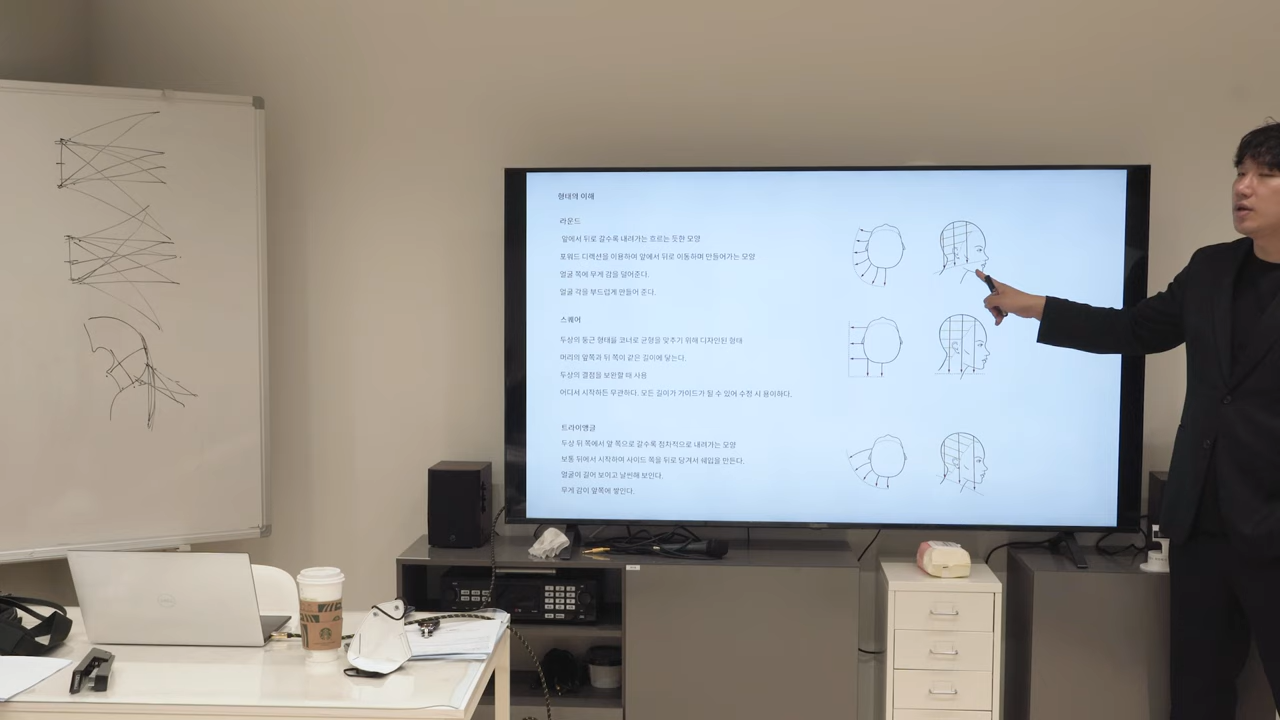 형태의 이해
라운드
앞에서 뒤로 갈수록 내려가는 흐르는 듯한 모양
포워드 디렉션을 이용하여 앞에서 뒤로 이동하며 만들어가는 모양
얼굴 쪽에 무게 감을 덜어준다.
얼굴 각을 부드럽게 만들어 준다.
스퀘어
두상의 둥근 형태를 코너로 균형을 맞추기 위해 디자인된 형태
머리의 앞쪽과 뒤 쪽이 같은 길이에 닿는다.
두상의 결점을 보완할 때 사용
어디서 시작하든 무관하다. 모든 길이가 가이드가 될 수 있어 수정 시 용이하다.
트라이앵글
두상 뒤 쪽에서 앞 쪽으로 갈수록 점차적으로 내려가는 모양
보통 뒤에서 시작하여 사이드 쪽을 뒤로 당겨서 쉐입을 만든다.
얼굴이 길어 보이고 날씬해 보인다.
무게 감이 앞쪽에 쌓인다.
DELL